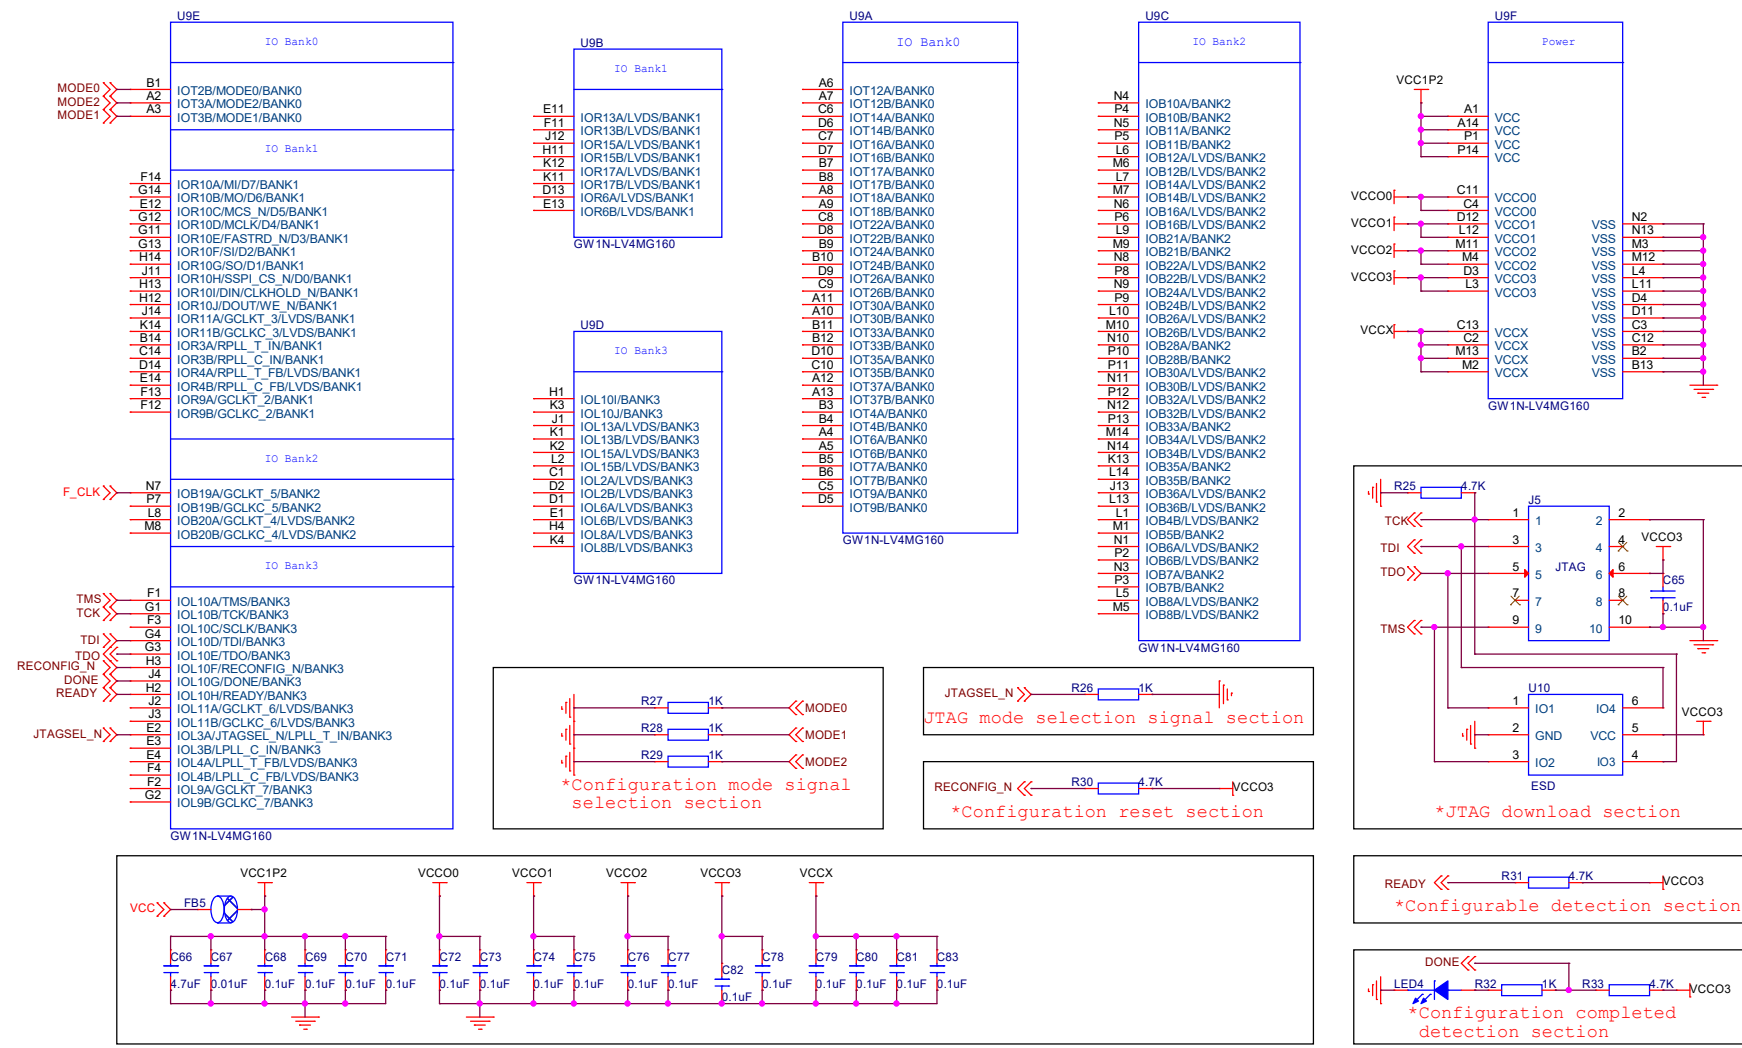 U9E
IO Bank0
MODE0 B1 IOT2B/MODE0/BANK0
MODE2 A2 IOT3A/MODE2/BANK0
MODE1 A3 IOT3B/MODE1/BANK0
IO Bank1
F14 IOR10A/MI/D7/BANK1
G14 IOR10B/MO/D6/BANK1
E12 IOR10C/MCS_N/D5/BANK1
G12 IOR10D/MCLK/D4/BANK1
G11 IOR10E/FASTRD_N/D3/BANK1
G13 IOR10F/SI/D2/BANK1
H14 IOR10G/SO/D1/BANK1
J11 IOR10H/SSPI_CS_N/D0/BANK1
H13 IOR10I/DIN/CLKHOLD_N/BANK1
H12 IOR10J/DOUT/WE_N/BANK1
J14 IOR11A/GCLKT_3/LVDS/BANK1
K14 IOR11B/GCLKC_3/LVDS/BANK1
B14 IOR3A/RPLL_T_IN/BANK1
C14 IOR3B/RPLL_C_IN/BANK1
D14 IOR4A/RPLL_T_FB/LVDS/BANK1
E14 IOR4B/RPLL_C_FB/LVDS/BANK1
F13 IOR9A/GCLKT_2/BANK1
F12 IOR9B/GCLKC_2/BANK1
IO Bank2
F_CLK N7 IOB19A/GCLKT_5/BANK2
P7 IOB19B/GCLKC_5/BANK2
L8 IOB20A/GCLKT_4/LVDS/BANK2
M8 IOB20B/GCLKC_4/LVDS/BANK2
IO Bank3
TMS F1 IOL10A/TMS/BANK3
TCK G1 IOL10B/TCK/BANK3
F3 IOL10C/SCLK/BANK3
TDI G4 IOL10D/TDI/BANK3
TDO G3 IOL10E/TDO/BANK3
RECONFIG_N H3 IOL10F/RECONFIG_N/BANK3
DONE J4 IOL10G/DONE/BANK3
READY H2 IOL10H/READY/BANK3
J2 IOL11A/GCLKT_6/LVDS/BANK3
J3 IOL11B/GCLKC_6/LVDS/BANK3
JTAGSEL_N E2 IOL3A/JTAGSEL_N/LPLL_T_IN/BANK3
E3 IOL3B/LPLL_C_IN/BANK3
E4 IOL4A/LPLL_T_FB/LVDS/BANK3
F4 IOL4B/LPLL_C_FB/LVDS/BANK3
F2 IOL9A/GCLKT_7/BANK3
G2 IOL9B/GCLKC_7/BANK3
GW1N-LV4MG160
U9B
IO Bank1
E11 IOR13A/LVDS/BANK1
F11 IOR13B/LVDS/BANK1
J12 IOR15A/LVDS/BANK1
H11 IOR15B/LVDS/BANK1
K12 IOR17A/LVDS/BANK1
K11 IOR17B/LVDS/BANK1
D13 IOR6A/LVDS/BANK1
E13 IOR6B/LVDS/BANK1
GW1N-LV4MG160
U9D
IO Bank3
H1 IOL10I/BANK3
K3 IOL10J/BANK3
J1 IOL13A/LVDS/BANK3
K1 IOL13B/LVDS/BANK3
K2 IOL15A/LVDS/BANK3
L2 IOL15B/LVDS/BANK3
C1 IOL2A/LVDS/BANK3
D2 IOL2B/LVDS/BANK3
D1 IOL6A/LVDS/BANK3
E1 IOL6B/LVDS/BANK3
H4 IOL8A/LVDS/BANK3
K4 IOL8B/LVDS/BANK3
GW1N-LV4MG160
U9A
IO Bank0
A6 IOT12A/BANK0
A7 IOT12B/BANK0
C6 IOT14A/BANK0
D6 IOT14B/BANK0
C7 IOT16A/BANK0
D7 IOT16B/BANK0
B7 IOT17A/BANK0
B8 IOT17B/BANK0
A8 IOT18A/BANK0
A9 IOT18B/BANK0
C8 IOT22A/BANK0
D8 IOT22B/BANK0
B9 IOT24A/BANK0
B10 IOT24B/BANK0
D9 IOT26A/BANK0
C9 IOT26B/BANK0
A11 IOT30A/BANK0
A10 IOT30B/BANK0
B11 IOT33A/BANK0
B12 IOT33B/BANK0
D10 IOT35A/BANK0
C10 IOT35B/BANK0
A12 IOT37A/BANK0
A13 IOT37B/BANK0
B3 IOT4A/BANK0
B4 IOT4B/BANK0
A4 IOT6A/BANK0
A5 IOT6B/BANK0
B5 IOT7A/BANK0
B6 IOT7B/BANK0
C5 IOT9A/BANK0
D5 IOT9B/BANK0
GW1N-LV4MG160
U9C
IO Bank2
N4 IOB10A/BANK2
P4 IOB10B/BANK2
N5 IOB11A/BANK2
P5 IOB11B/BANK2
L6 IOB12A/LVDS/BANK2
M6 IOB12B/LVDS/BANK2
L7 IOB14A/LVDS/BANK2
M7 IOB14B/LVDS/BANK2
N6 IOB16A/LVDS/BANK2
P6 IOB16B/LVDS/BANK2
L9 IOB21A/BANK2
M9 IOB21B/BANK2
N8 IOB22A/LVDS/BANK2
P8 IOB22B/LVDS/BANK2
N9 IOB24A/LVDS/BANK2
P9 IOB24B/LVDS/BANK2
L10 IOB26A/LVDS/BANK2
M10 IOB26B/LVDS/BANK2
N10 IOB28A/BANK2
P10 IOB28B/BANK2
P11 IOB30A/LVDS/BANK2
N11 IOB30B/LVDS/BANK2
P12 IOB32A/LVDS/BANK2
N12 IOB32B/LVDS/BANK2
P13 IOB33A/BANK2
M14 IOB34A/LVDS/BANK2
N14 IOB34B/LVDS/BANK2
K13 IOB35A/BANK2
L14 IOB35B/BANK2
J13 IOB36A/LVDS/BANK2
L13 IOB36B/LVDS/BANK2
L1 IOB4B/LVDS/BANK2
M1 IOB5B/BANK2
N1 IOB6A/LVDS/BANK2
P2 IOB6B/LVDS/BANK2
N3 IOB7A/BANK2
P3 IOB7B/BANK2
L5 IOB8A/LVDS/BANK2
M5 IOB8B/LVDS/BANK2
GW1N-LV4MG160
U9F
Power
VCC1P2
A1 VCC
A14 VCC
P1 VCC
P14 VCC
VCCO0 C11 VCCO0
C4 VCCO0
VCCO1 D12 VCCO1 VSS N2
L12 VCCO1 VSS N13
VCCO2 M11 VCCO2 VSS M3
M4 VCCO2 VSS M12
VCCO3 D3 VCCO3 VSS L4
L3 VCCO3 VSS L11
VSS D4
VSS D11
VCCX C13 VCCX VSS C3
C2 VCCX VSS C12
M13 VCCX VSS B2
M2 VCCX VSS B13
GW1N-LV4MG160
R25 4.7K
J5
TCK 1 1 2 2
TDI 3 3 4 4 VCCO3
TDO 5 5 JTAG 6 6
C65
7 7 8 8 0.1uF
TMS 9 9 10 10
U10
1 IO1 IO4 6
VCCO3
2 GND VCC 5
3 IO2 IO3 4
ESD
*JTAG download section
R27 1K MODE0
R28 1K MODE1
R29 1K MODE2
*Configuration mode signal
selection section
JTAGSEL_N R26 1K
JTAG mode selection signal section
RECONFIG_N R30 4.7K VCCO3
*Configuration reset section
READY R31 4.7K VCCO3
*Configurable detection section
DONE
LED4 R32 1K R33 4.7K VCCO3
*Configuration completed
detection section
VCC1P2 VCCO0 VCCO1 VCCO2 VCCO3 VCCX
VCC FB5
C66 C67 C68 C69 C70 C71 C72 C73 C74 C75 C76 C77 C82 C78 C79 C80 C81 C83
4.7uF 0.01uF 0.1uF 0.1uF 0.1uF 0.1uF 0.1uF 0.1uF 0.1uF 0.1uF 0.1uF 0.1uF 0.1uF 0.1uF 0.1uF 0.1uF 0.1uF 0.1uF